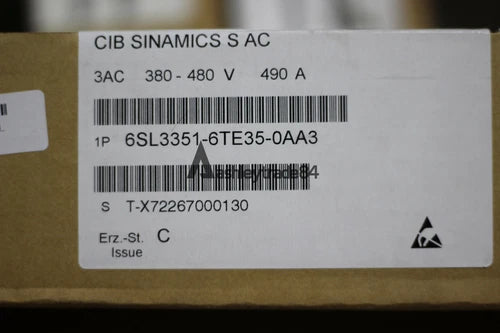 CIB SINAMICS S AC
3AC 380 - 480 V 490 A
1P 6SL3351-6TE35-0AA3
ashleytrade84
S T-X72267000130
Erz.-St. C
Issue